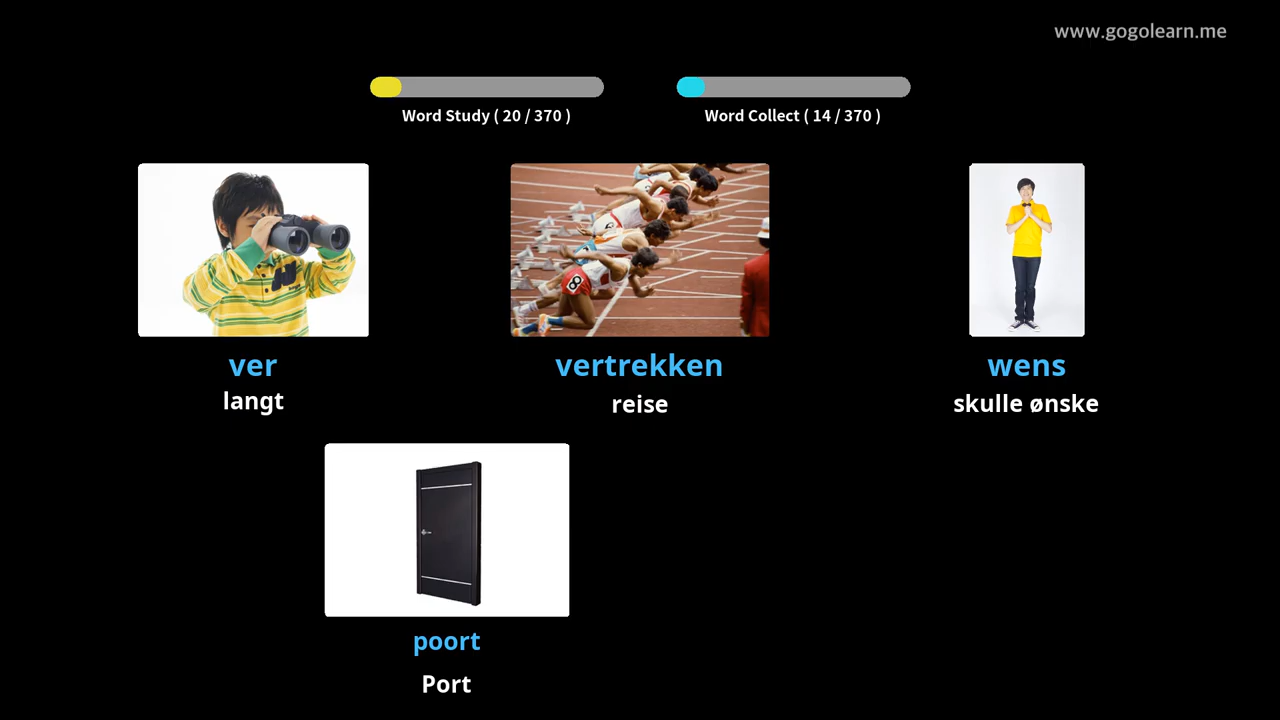 www.gogolearn.me
Word Study ( 20 / 370 )
Word Collect ( 14 / 370 )
8
ver
vertrekken
wens
langt
reise
skulle ønske
poort
Port